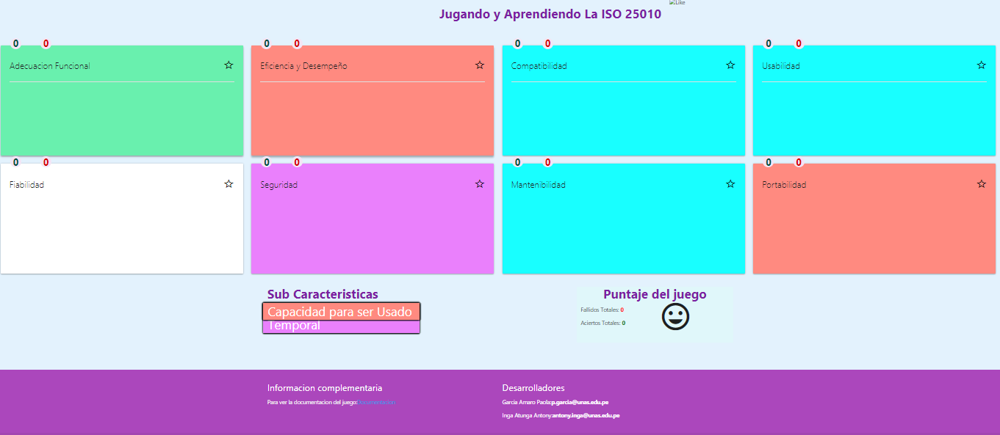 Like
Jugando y Aprendiendo La ISO 25010
0 0 0 0 0 0 0 0
Adecuacion Funcional
Eficiencia y Desempeño
Compatibilidad
Usabilidad
0 0 0 0 0 0 0 0
Fiabilidad
Seguridad
Mantenibilidad
Portabilidad
Sub Caracteristicas
Capacidad para ser Usado
Temporal
Puntaje del juego
Fallidos Totales: 0
Aciertos Totales: 0
Informacion complementaria
Para ver la documentacion del juego: Documentacion
Desarrolladores
Garcia Amaro Paola:p.garcia@unas.edu.pe
Inga Atunga Antony:antony.inga@unas.edu.pe